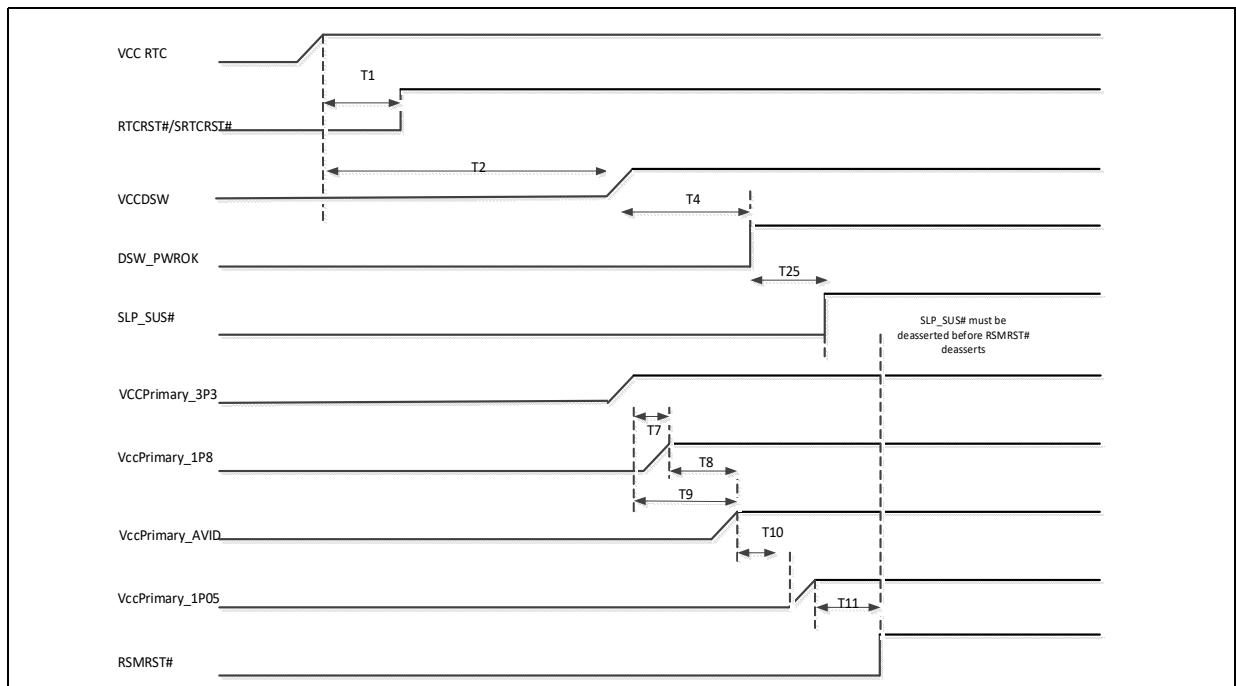 VCC RTC
T1
RTCRST#/SRTCRST#
T2
VCCDSW
T4
DSW_PWROK
T25
SLP_SUS#
SLP_SUS# must be
deasserted before RSMRST#
deasserts
VCCPrimary_3P3
T7
VccPrimary_1P8
T8
T9
VccPrimary_AVID
T10
VccPrimary_1P05
T11
RSMRST#